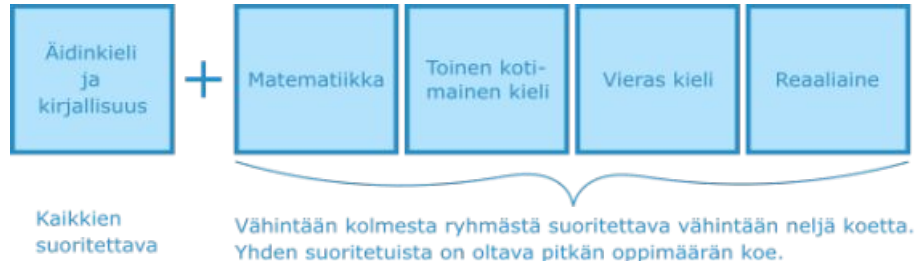 Äidinkieli
ja
kirjallisuus
+
Matematiikka
Toinen koti-
mainen kieli
Vieras kieli
Reaaliaine
Kaikkien
suoritettava
Vähintään kolmesta ryhmästä suoritettava vähintään neljä koetta.
Yhden suoritetuista on oltava pitkän oppimäärän koe.